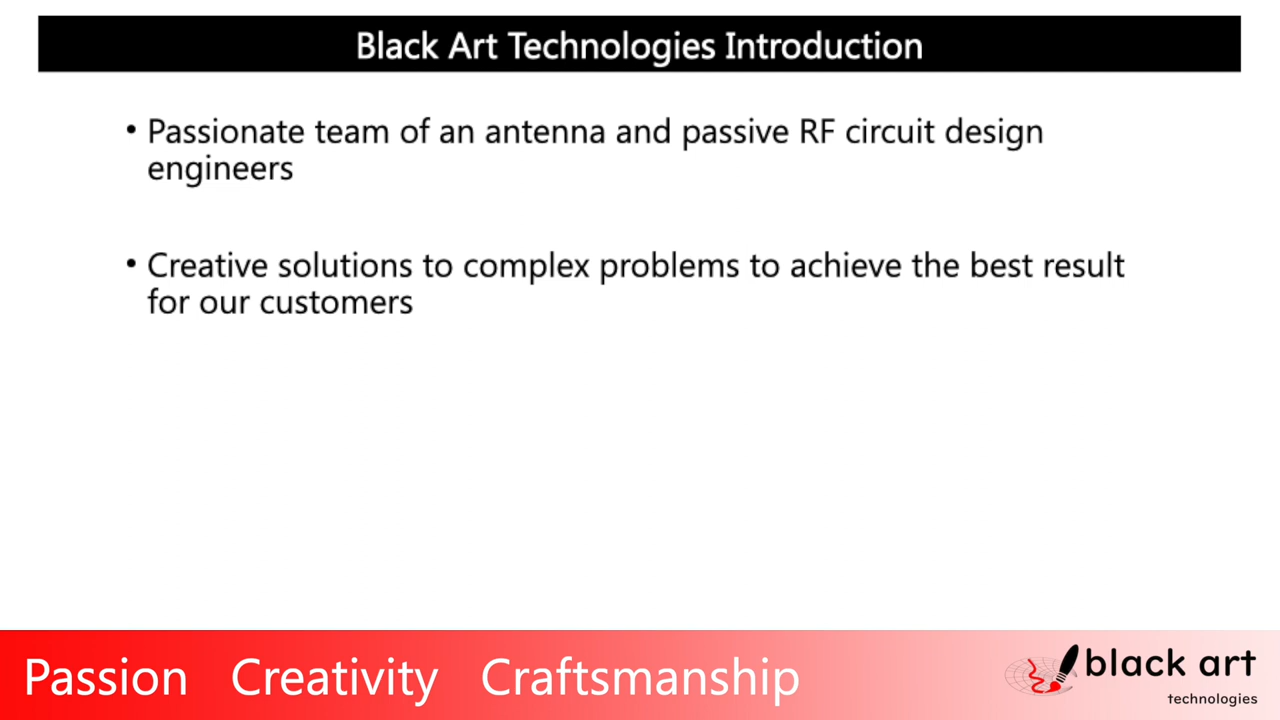 Black Art Technologies Introduction
• Passionate team of an antenna and passive RF circuit design
engineers
• Creative solutions to complex problems to achieve the best result
for our customers
Passion Creativity Craftsmanship
black art
technologies